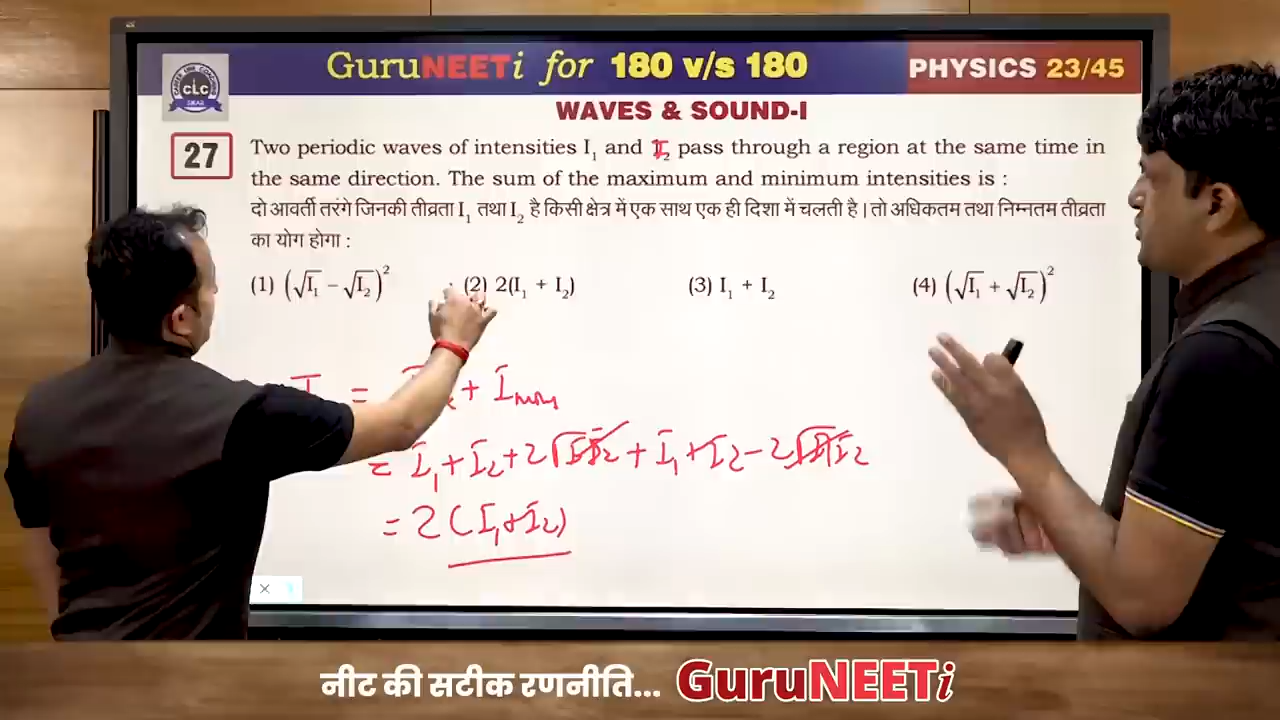 GuruNEETi for 180 v/s 180
PHYSICS 23/45
CLC
SIKAR
WAVES & SOUND-I
27
Two periodic waves of intensities I₁ and I₂ pass through a region at the same time in
the same direction. The sum of the maximum and minimum intensities is :
दो आवर्ती तरंगे जिनकी तीव्रता I₁ तथा I₂ है किसी क्षेत्र में एक साथ एक ही दिशा में चलती है। तो अधिकतम तथा निम्नतम तीव्रता
का योग होगा :
(1) (√I₁ − √I₂)² (2) 2(I₁ + I₂) (3) I₁ + I₂ (4) (√I₁ + √I₂)²
= + Imin
= I₁ + I₂ + 2√I₁I₂ + I₁ + I₂ − 2√I₁I₂
= 2(I₁+I₂)
नीट की सटीक रणनीति... GuruNEETi